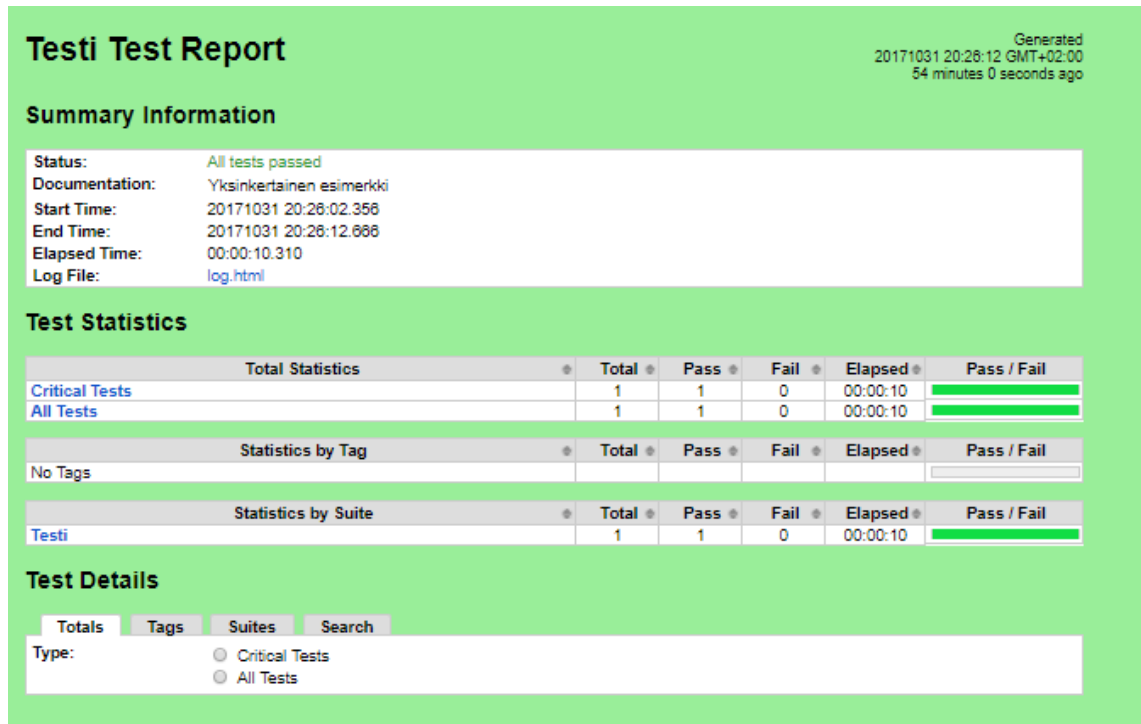 Testi Test Report
Generated
20171031 20:26:12 GMT+02:00
54 minutes 0 seconds ago
Summary Information
Status: All tests passed
Documentation: Yksinkertainen esimerkki
Start Time: 20171031 20:26:02.356
End Time: 20171031 20:26:12.666
Elapsed Time: 00:00:10.310
Log File: log.html
Test Statistics
Total Statistics Total Pass Fail Elapsed Pass / Fail
Critical Tests 1 1 0 00:00:10
All Tests 1 1 0 00:00:10
Statistics by Tag Total Pass Fail Elapsed Pass / Fail
No Tags
Statistics by Suite Total Pass Fail Elapsed Pass / Fail
Testi 1 1 0 00:00:10
Test Details
Totals Tags Suites Search
Type: Critical Tests
All Tests